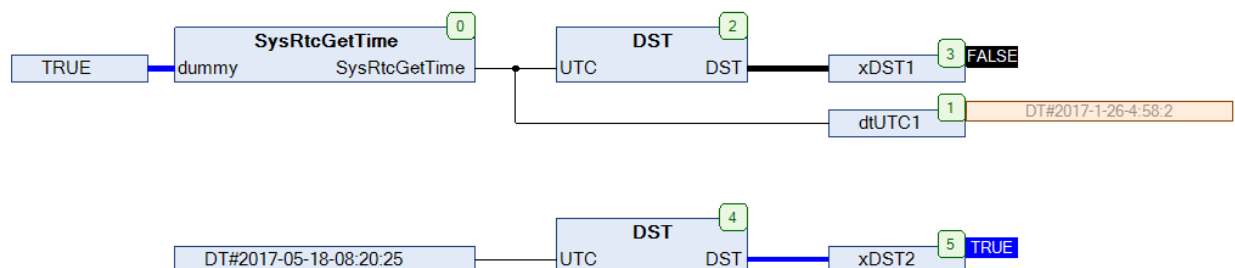 0
SysRtcGetTime
TRUE dummy SysRtcGetTime
2
DST
UTC DST
3
xDST1 FALSE
1
dtUTC1 DT#2017-1-26-4:58:2
4
DST
DT#2017-05-18-08:20:25 UTC DST
5
xDST2 TRUE